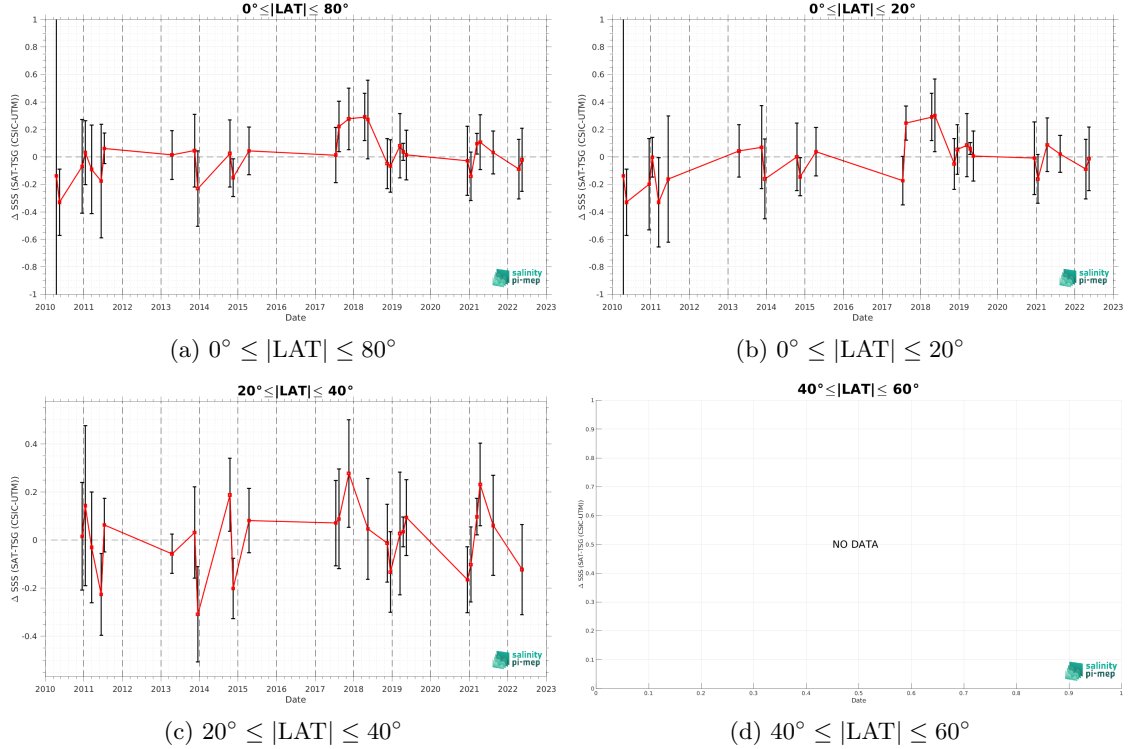 0°≤|LAT|≤ 80°
Δ SSS (SAT-TSG (CSIC-UTM))
1
0.8
0.6
0.4
0.2
0
-0.2
-0.4
-0.6
-0.8
-1
2010 2011 2012 2013 2014 2015 2016 2017 2018 2019 2020 2021 2022 2023
Date
salinity
pi-mep
(a) 0° ≤ |LAT| ≤ 80°
0°≤|LAT|≤ 20°
Δ SSS (SAT-TSG (CSIC-UTM))
1
0.8
0.6
0.4
0.2
0
-0.2
-0.4
-0.6
-0.8
-1
2010 2011 2012 2013 2014 2015 2016 2017 2018 2019 2020 2021 2022 2023
Date
salinity
pi-mep
(b) 0° ≤ |LAT| ≤ 20°
20°≤|LAT|≤ 40°
Δ SSS (SAT-TSG (CSIC-UTM))
0.4
0.2
0
-0.2
-0.4
2010 2011 2012 2013 2014 2015 2016 2017 2018 2019 2020 2021 2022 2023
Date
salinity
pi-mep
(c) 20° ≤ |LAT| ≤ 40°
40°≤|LAT|≤ 60°
Δ SSS (SAT-TSG (CSIC-UTM))
1
0.9
0.8
0.7
0.6
0.5
0.4
0.3
0.2
0.1
0
NO DATA
0 0.1 0.2 0.3 0.4 0.5 0.6 0.7 0.8 0.9 1
Date
salinity
pi-mep
(d) 40° ≤ |LAT| ≤ 60°